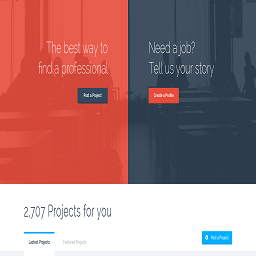 The best way to
find a professional
Post a Project
Need a job?
Tell us your story
Create a Profile
2,707 Projects for you
Latest Projects
Featured Projects
Post a Project